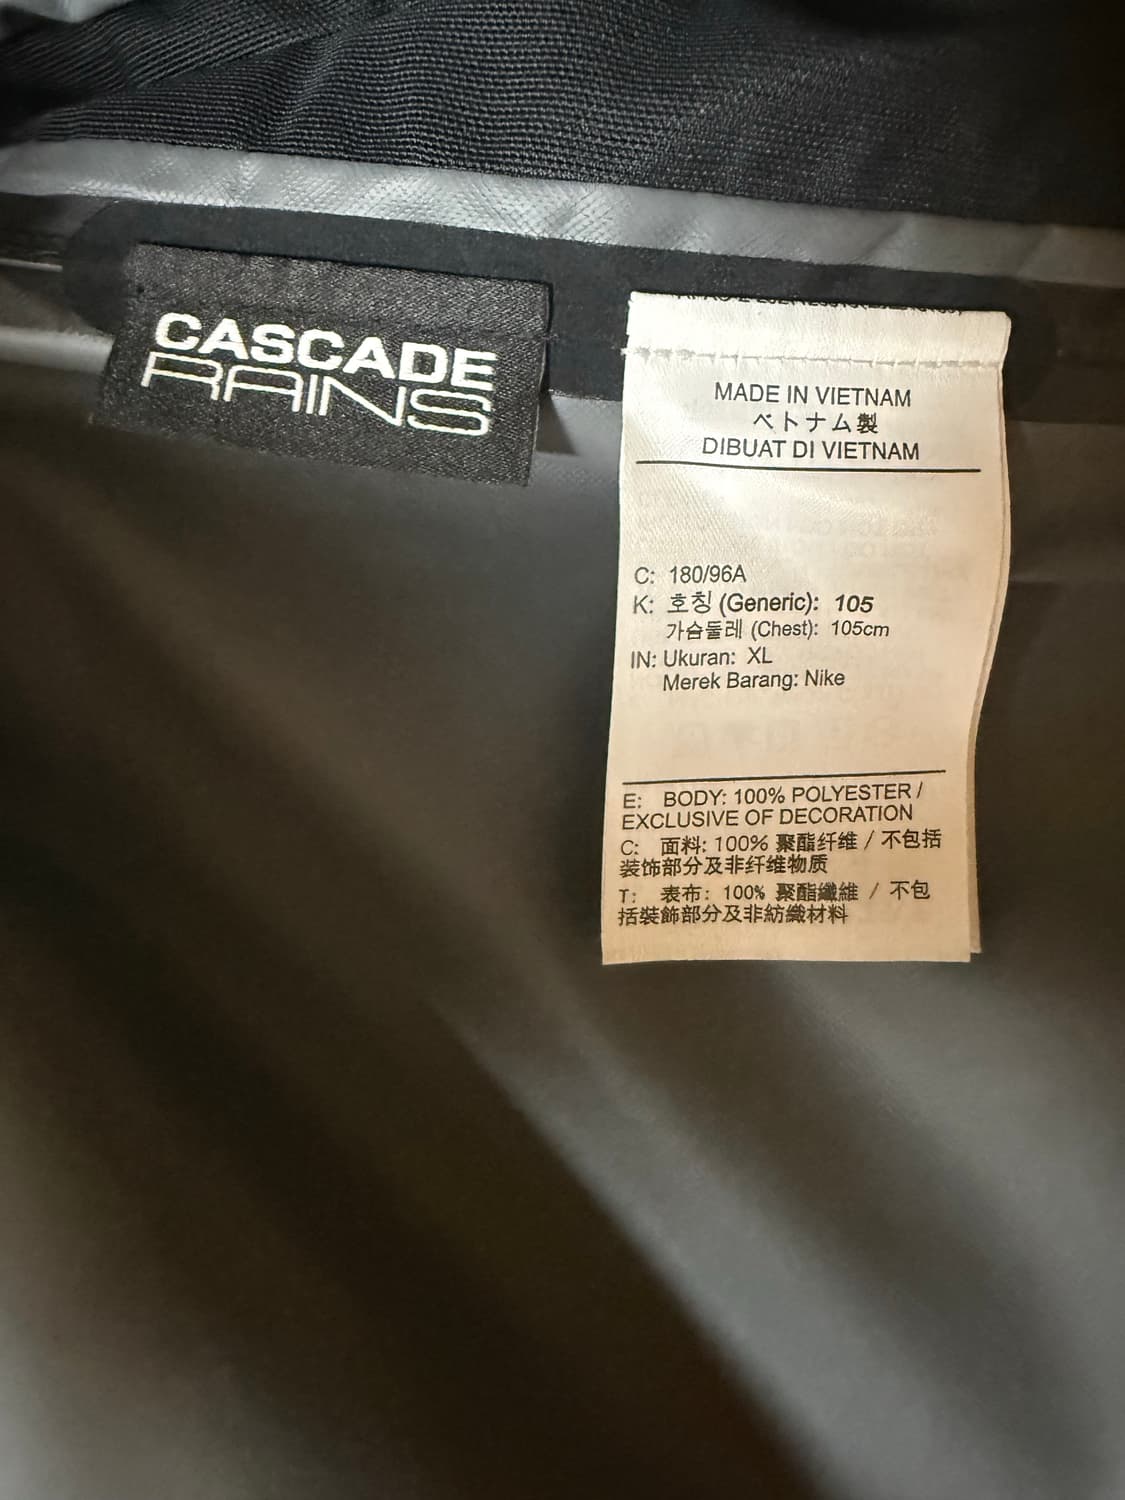 CASCADE
RAINS
MADE IN VIETNAM
ベトナム製
DIBUAT DI VIETNAM
C: 180/96A
K: 호칭 (Generic): 105
가슴둘레 (Chest): 105cm
IN: Ukuran: XL
Merek Barang: Nike
E: BODY: 100% POLYESTER /
EXCLUSIVE OF DECORATION
C: 面料: 100% 聚酯纤维 / 不包括
装饰部分及非纤维物质
T: 表布: 100% 聚酯纖維 / 不包
括裝飾部分及非紡織材料